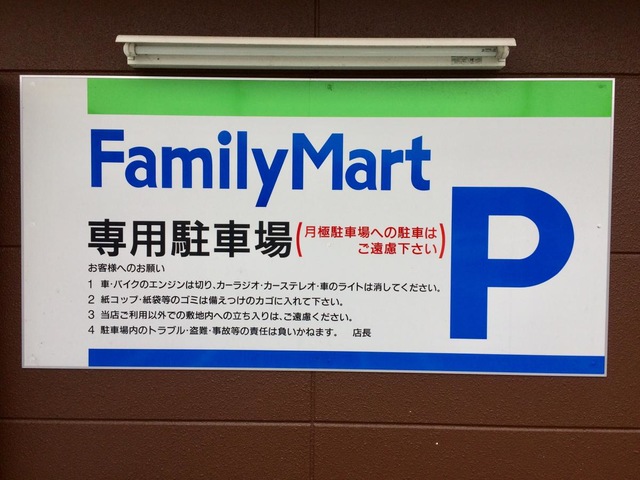 FamilyMart
専用駐車場(月極駐車場への駐車は
ご遠慮下さい)
P
お客様へのお願い
1 車・バイクのエンジンは切り、カーラジオ・カーステレオ・車のライトは消してください。
2 紙コップ・紙袋等のゴミは備えつけのカゴに入れて下さい。
3 当店ご利用以外での敷地内への立ち入りは、ご遠慮ください。
4 駐車場内のトラブル・盗難・事故等の責任は負いかねます。 店長